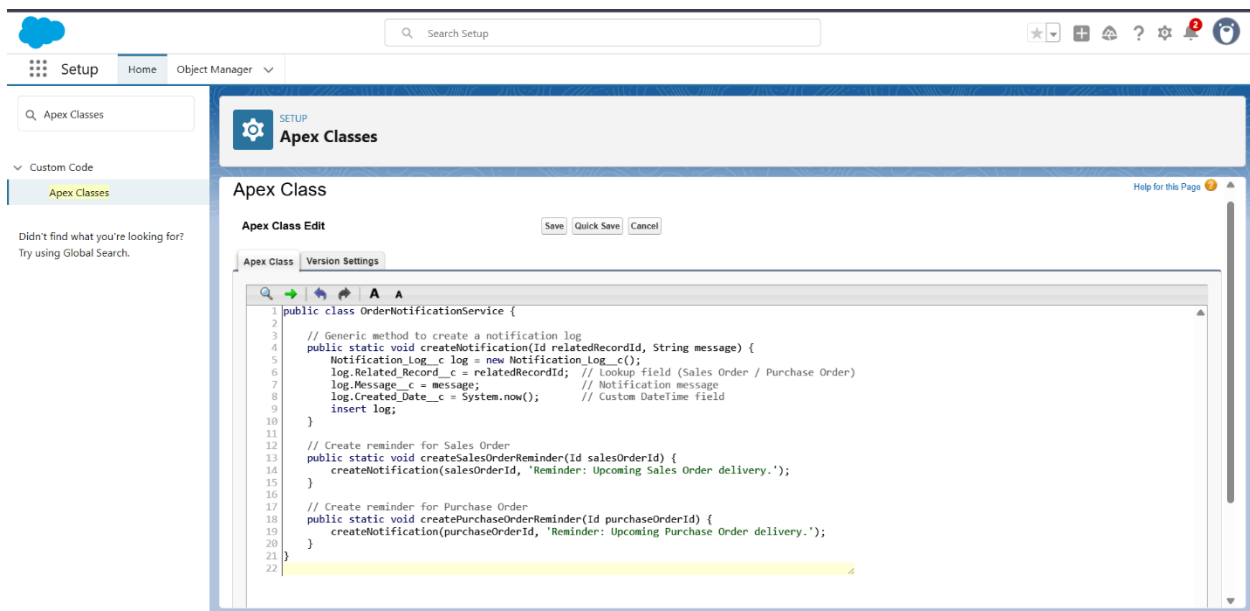 Search Setup
2
Setup
Home
Object Manager
Apex Classes
SETUP
Apex Classes
Custom Code
Apex Classes
Didn't find what you're looking for?
Try using Global Search.
Apex Class
Help for this Page
Apex Class Edit
Save
Quick Save
Cancel
Apex Class
Version Settings
A A
1 public class OrderNotificationService {
2
3 // Generic method to create a notification log
4 public static void createNotification(Id relatedRecordId, String message) {
5 Notification_Log__c log = new Notification_Log__c();
6 log.Related_Record__c = relatedRecordId; // Lookup field (Sales Order / Purchase Order)
7 log.Message__c = message; // Notification message
8 log.Created_Date__c = System.now(); // Custom DateTime field
9 insert log;
10 }
11
12 // Create reminder for Sales Order
13 public static void createSalesOrderReminder(Id salesOrderId) {
14 createNotification(salesOrderId, 'Reminder: Upcoming Sales Order delivery.');
15 }
16
17 // Create reminder for Purchase Order
18 public static void createPurchaseOrderReminder(Id purchaseOrderId) {
19 createNotification(purchaseOrderId, 'Reminder: Upcoming Purchase Order delivery.');
20 }
21 }
22